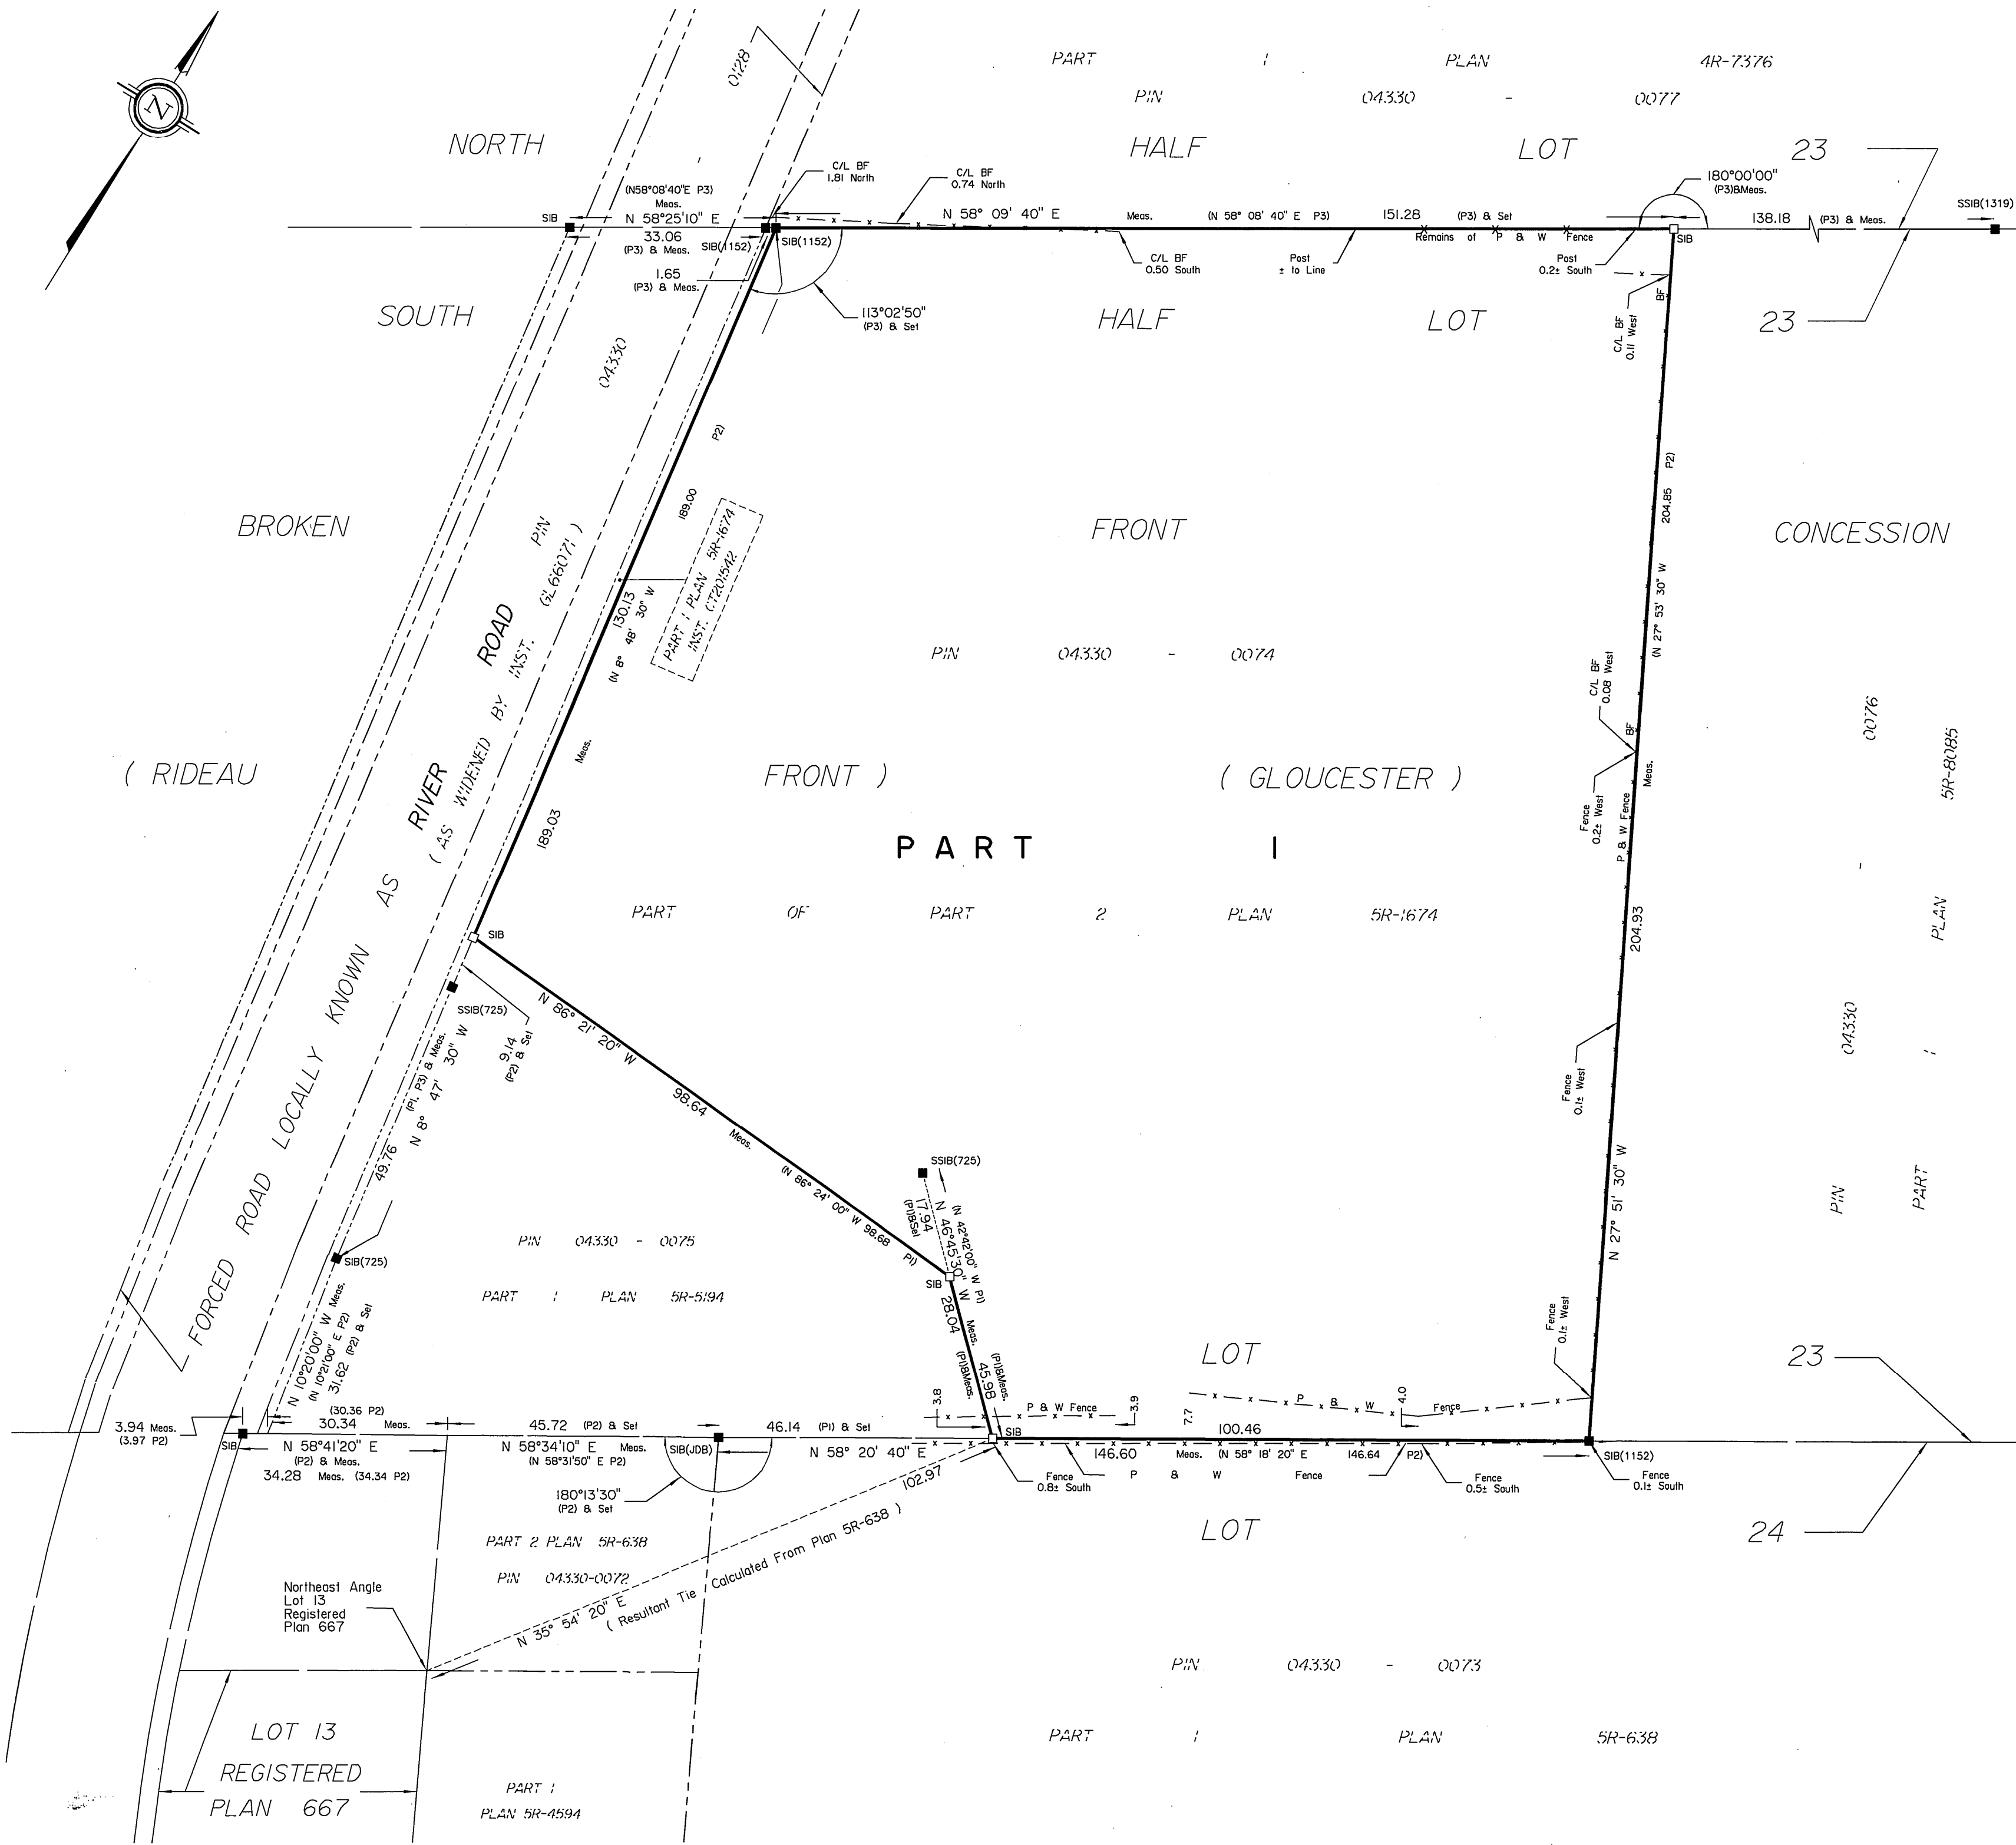 PART 1 PLAN 4R-7376
PIN 04330 - 0077
0128
NORTH HALF LOT 23
N
C/L BF
1.81 North
C/L BF
0.74 North
180°00'00"
(P3)&Meas.
(N58°08'40"E P3)
Meas.
SIB N 58°25'10" E
33.06
(P3) & Meas.
SIB(1152)
SIB(1152)
N 58° 09' 40" E Meas. (N 58° 08' 40" E P3) 151.28 (P3) & Set
138.18 (P3) & Meas.
SSIB(1319)
Remains of P & W Fence
SIB
1.65
(P3) & Meas.
C/L BF
0.50 South
Post
± to Line
Post
0.2± South
113°02'50"
(P3) & Set
SOUTH HALF LOT 23
BF
C/L BF
0.11 West
04330
P2)
189.00
PART 1 PLAN 5R-1674
INST. CT201542
130.13
(N 8° 48' 30" W
Meas.
189.03
204.85 P2)
(N 27° 53' 30" W
BROKEN FRONT CONCESSION
PIN
(GL66071)
ROAD
INST.
PIN 04330 - 0074
C/L BF
0.08 West
BF
Meas.
Fence
0.2± West
P & W Fence
0076
5R-8085
(RIDEAU FRONT) (GLOUCESTER)
RIVER
(AS WIDENED) BY
PART 1
PART OF PART 2 PLAN 5R-1674
204.93
PLAN
-
AS
KNOWN
LOCALLY
ROAD
FORCED
SIB
SSIB(725)
9.14
(P2) & Set
(P1, P3) & Meas.
N 8° 47' 30" W
49.76
N 86° 21' 20" W
98.64
Meas.
(N 86° 24' 00" W 98.68 P1)
Fence
0.1± West
04330
1
PIN
PART
N 27° 51' 30" W
SSIB(725)
(N 42°42'00" W P1)
N 46°45'30" W
17.94
(P1)&Set
SIB
28.04
Meas.
(P1)&Meas.
45.98
(P1)&Meas.
PIN 04330 - 0075
SIB(725)
PART 1 PLAN 5R-5194
N 10°20'00" W Meas.
(N 10°21'00" E P2)
31.62 (P2) & Set
Fence
0.1± West
LOT 23
P & W Fence
3.8
P & W Fence
3.9
7.7
4.0
3.94 Meas.
(3.97 P2)
(30.36 P2)
30.34 Meas.
45.72 (P2) & Set
46.14 (P1) & Set
SIB
100.46
SIB
N 58°41'20" E
(P2) & Meas.
34.28 Meas. (34.34 P2)
N 58°34'10" E Meas.
(N 58°31'50" E P2)
SIB(JDB)
N 58° 20' 40" E
146.60 Meas. (N 58° 18' 20" E 146.64 P2)
SIB(1152)
Fence
0.8± South
P & W Fence
Fence
0.5± South
Fence
0.1± South
180°13'30"
(P2) & Set
102.97
N 35° 54' 20" E
(Resultant Tie Calculated From Plan 5R-638)
LOT 24
PART 2 PLAN 5R-638
PIN 04330-0072
Northeast Angle
Lot 13
Registered
Plan 667
PIN 04330 - 0073
LOT 13
REGISTERED
PLAN 667
PART 1 PLAN 5R-638
PART 1
PLAN 5R-4594